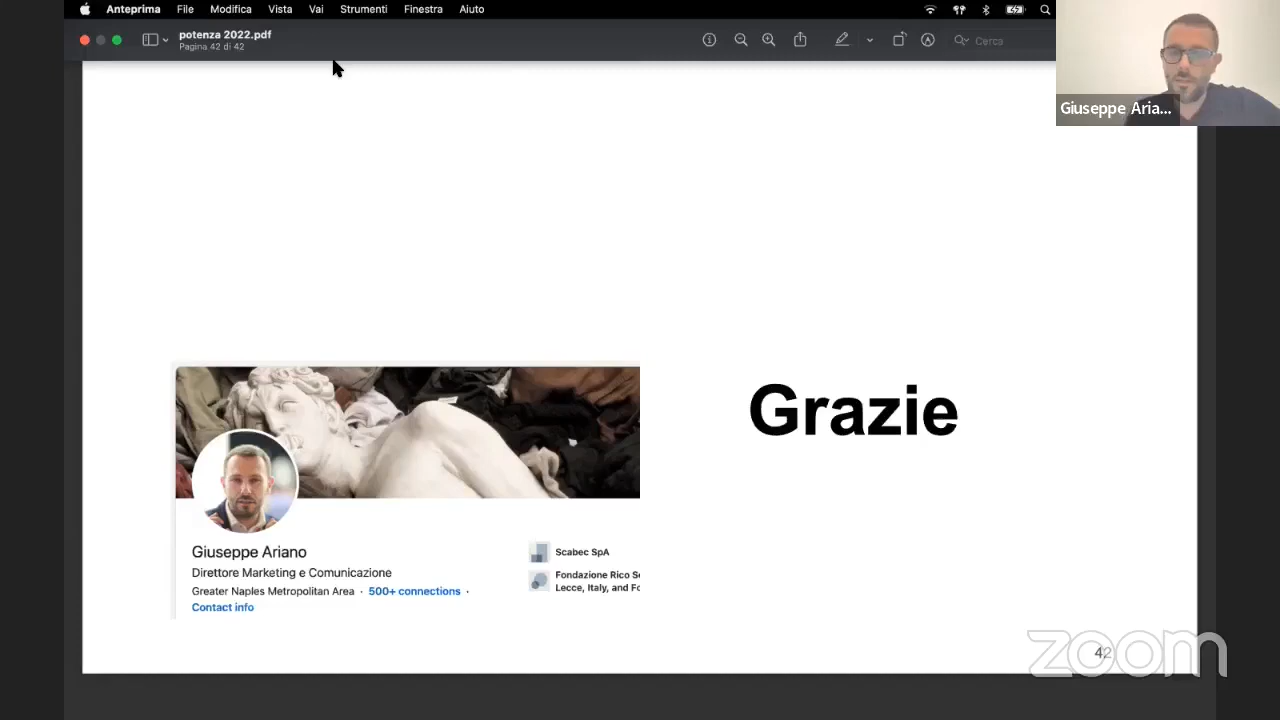 Anteprima File Modifica Vista Vai Strumenti Finestra Aiuto
potenza 2022.pdf
Pagina 42 di 42
Cerca
Giuseppe Aria...
Grazie
Giuseppe Ariano
Direttore Marketing e Comunicazione
Greater Naples Metropolitan Area · 500+ connections ·
Contact info
Scabec SpA
Fondazione Rico Se
Lecce, Italy, and Fo
42
zoom